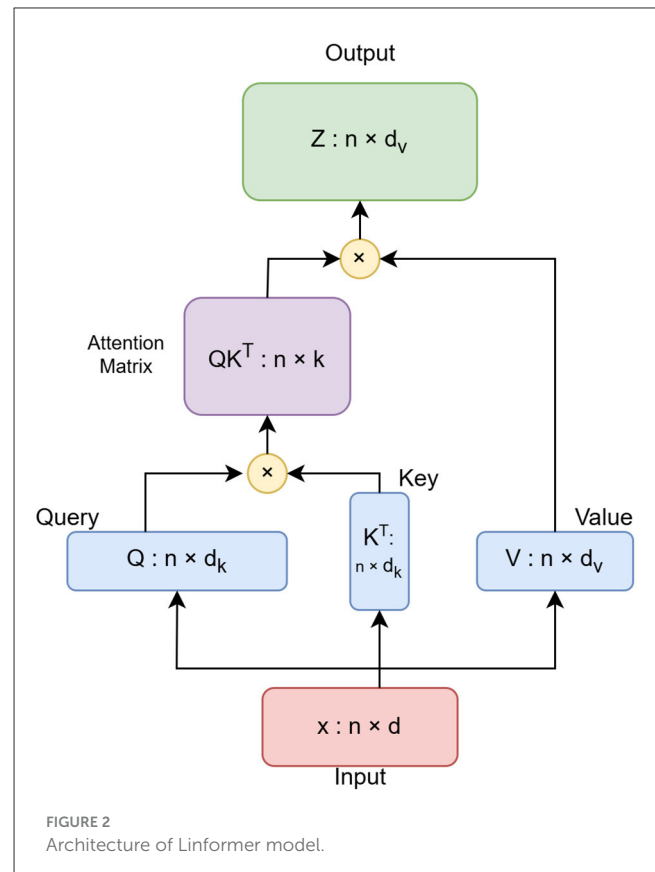 Output
Z : n × d_v
×
Attention
Matrix
QK^T : n × k
×
Key
Query
Value
Q : n × d_k
K^T :
n × d_k
V : n × d_v
x : n × d
Input
FIGURE 2
Architecture of Linformer model.